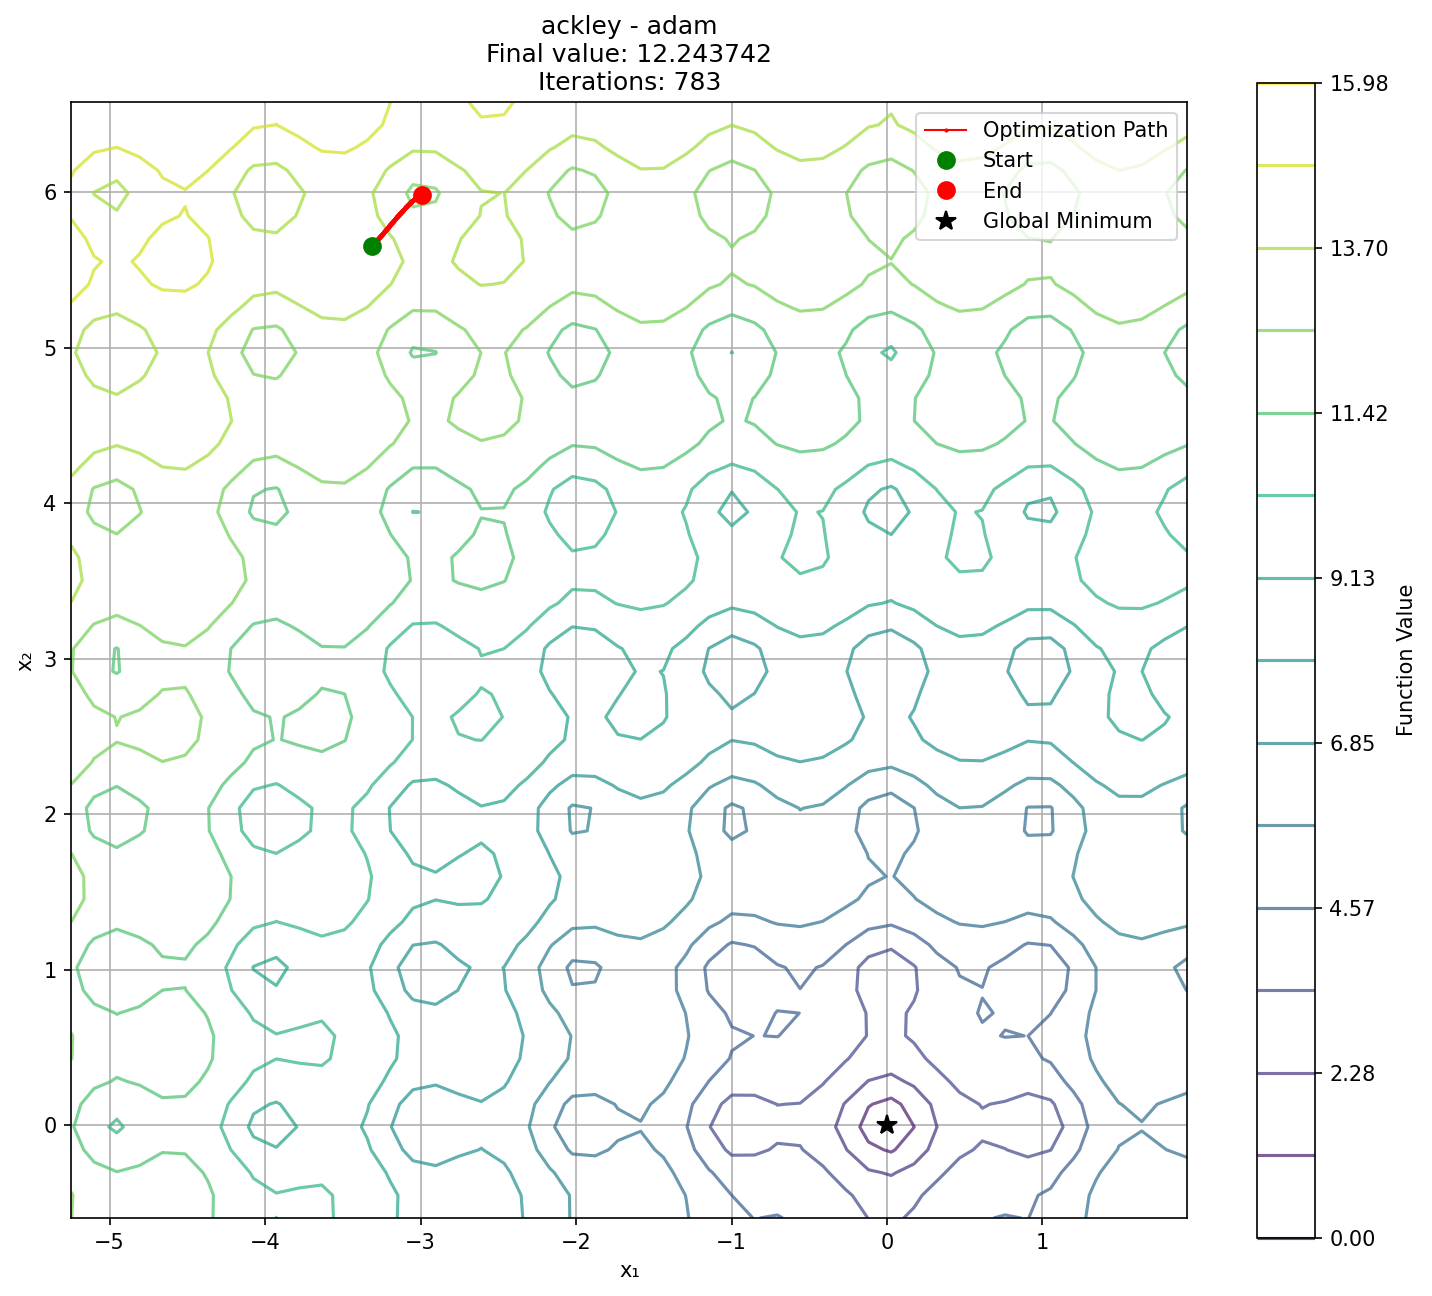 ackley - adam
Final value: 12.243742
Iterations: 783
Optimization Path
Start
End
Global Minimum
6
5
4
3
2
1
0
x₂
−5
−4
−3
−2
−1
0
1
x₁
15.98
13.70
11.42
9.13
6.85
4.57
2.28
0.00
Function Value